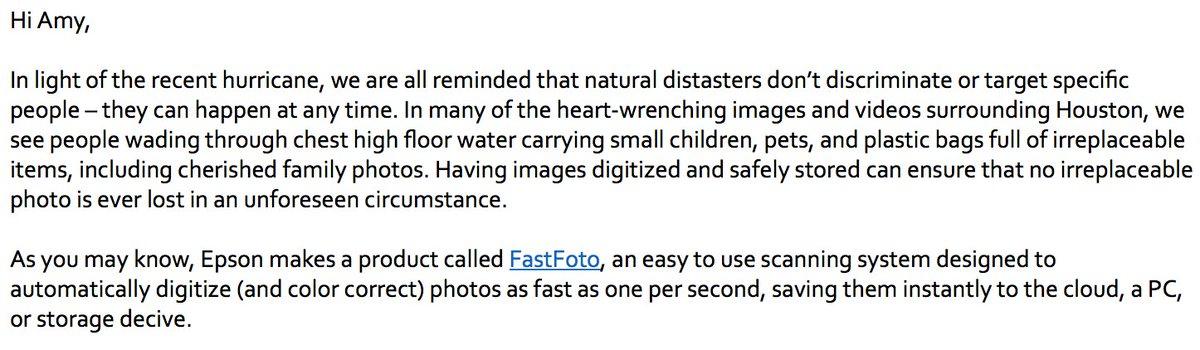 Hi Amy,
In light of the recent hurricane, we are all reminded that natural distasters don’t discriminate or target specific
people – they can happen at any time. In many of the heart-wrenching images and videos surrounding Houston, we
see people wading through chest high floor water carrying small children, pets, and plastic bags full of irreplaceable
items, including cherished family photos. Having images digitized and safely stored can ensure that no irreplaceable
photo is ever lost in an unforeseen circumstance.
As you may know, Epson makes a product called FastFoto, an easy to use scanning system designed to
automatically digitize (and color correct) photos as fast as one per second, saving them instantly to the cloud, a PC,
or storage decive.